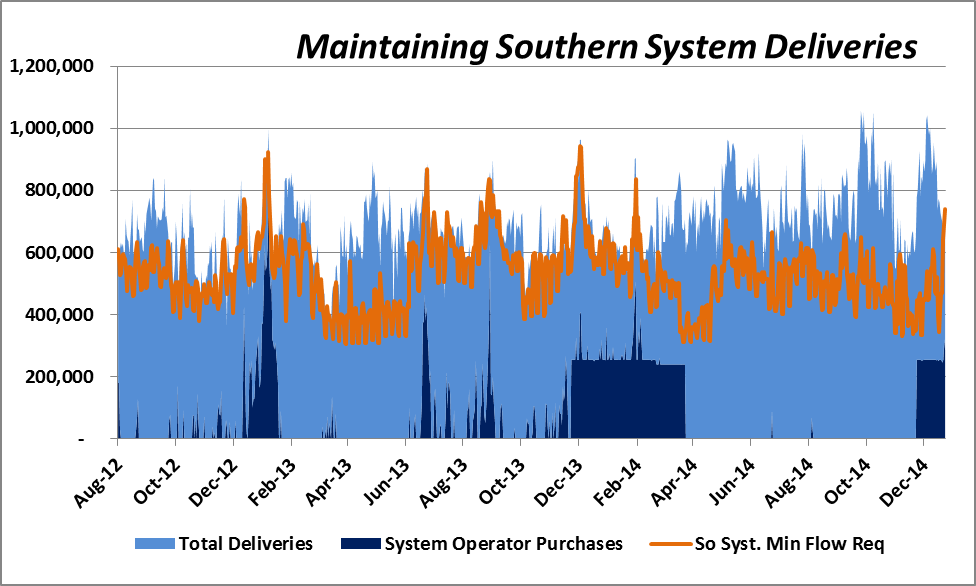 Maintaining Southern System Deliveries
1,200,000
1,000,000
800,000
600,000
400,000
200,000
-
Aug-12
Oct-12
Dec-12
Feb-13
Apr-13
Jun-13
Aug-13
Oct-13
Dec-13
Feb-14
Apr-14
Jun-14
Aug-14
Oct-14
Dec-14
Total Deliveries
System Operator Purchases
So Syst. Min Flow Req